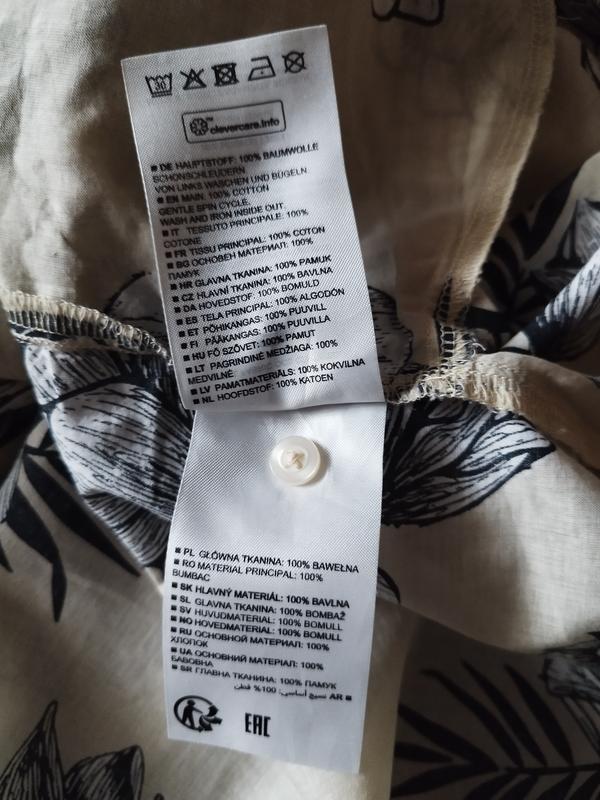 30
clevercare.info
■ DE HAUPTSTOFF: 100% BAUMWOLLE
SCHONSCHLEUDERN
VON LINKS WASCHEN UND BÜGELN
■ EN MAIN: 100% COTTON
GENTLE SPIN CYCLE.
WASH AND IRON INSIDE OUT.
■ IT TESSUTO PRINCIPALE: 100%
COTONE
■ FR TISSU PRINCIPAL: 100% COTON
■ BG ОСНОВЕН МАТЕРИАЛ: 100%
ПАМУК
■ HR GLAVNA TKANINA: 100% PAMUK
■ CZ HLAVNÍ TKANINA: 100% BAVLNA
■ DA HOVEDSTOF: 100% BOMULD
■ ES TELA PRINCIPAL: 100% ALGODÓN
■ ET PÕHIKANGAS: 100% PUUVILL
■ FI PÄÄKANGAS: 100% PUUVILLA
■ HU FŐ SZÖVET: 100% PAMUT
■ LT PAGRINDINĖ MEDŽIAGA: 100%
MEDVILNĖ
■ LV PAMATMATERIĀLS: 100% KOKVILNA
■ NL HOOFDSTOF: 100% KATOEN
■ PL GŁÓWNA TKANINA: 100% BAWEŁNA
■ RO MATERIAL PRINCIPAL: 100%
BUMBAC
■ SK HLAVNÝ MATERIÁL: 100% BAVLNA
■ SL GLAVNA TKANINA: 100% BOMBAŽ
■ SV HUVUDMATERIAL: 100% BOMULL
■ NO HOVEDMATERIAL: 100% BOMULL
■ RU ОСНОВНОЙ МАТЕРИАЛ: 100%
ХЛОПОК
■ UA ОСНОВНИЙ МАТЕРІАЛ: 100%
БАВОВНА
■ SR ГЛАВНА ТКАНИНА: 100% ПАМУК
■ AR نسيج أساسي: 100% قطن
EAC